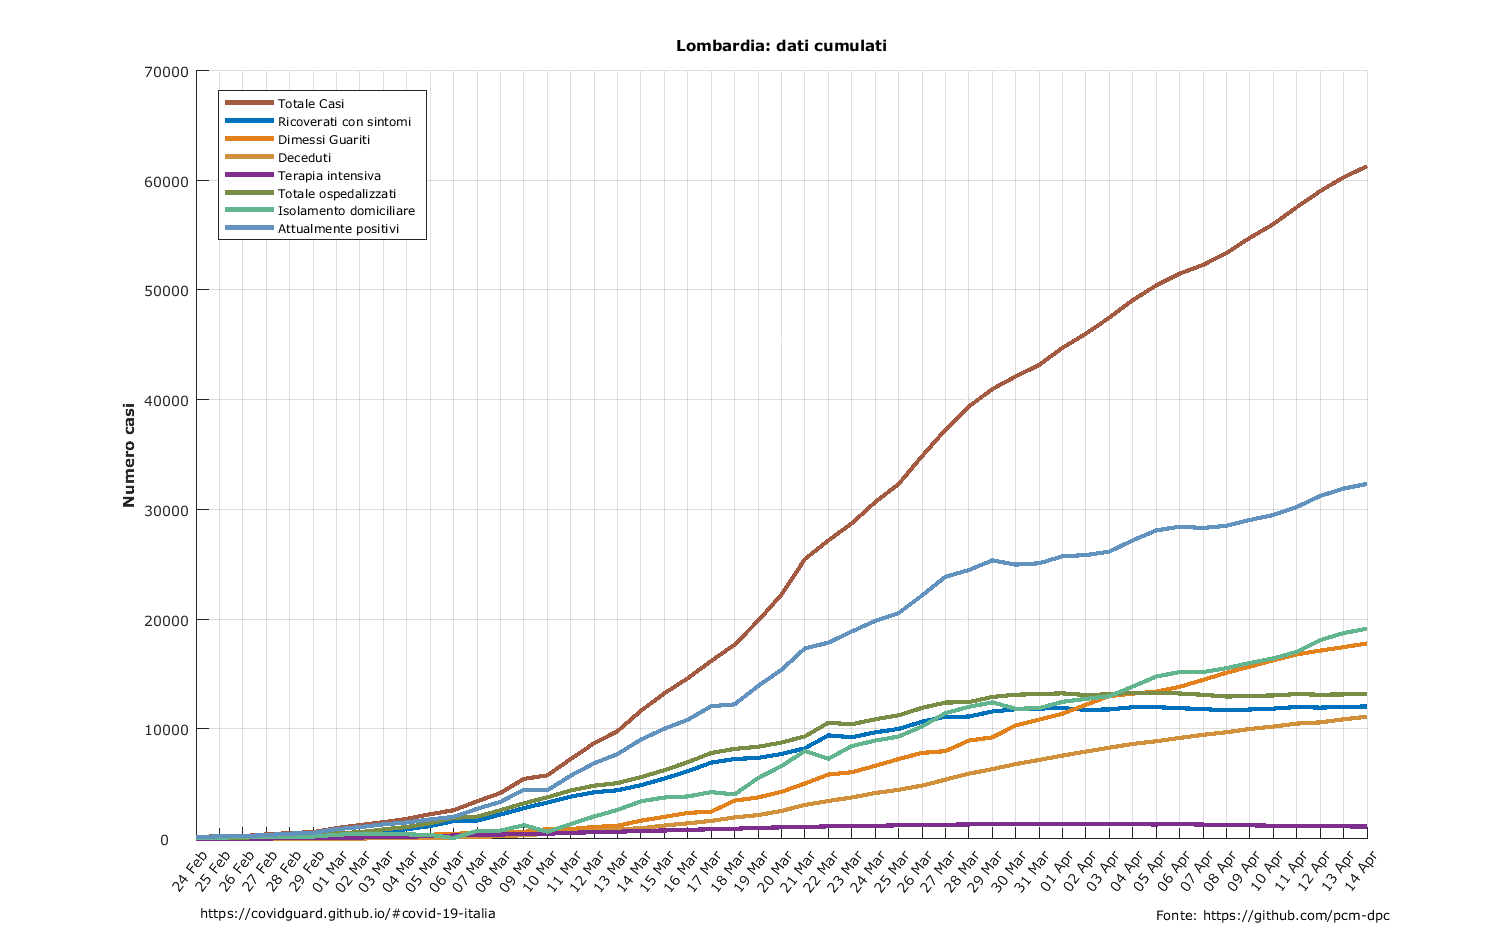 Lombardia: dati cumulati
70000
60000
50000
40000
30000
20000
10000
0
Numero casi
Totale Casi
Ricoverati con sintomi
Dimessi Guariti
Deceduti
Terapia intensiva
Totale ospedalizzati
Isolamento domiciliare
Attualmente positivi
24 Feb
25 Feb
26 Feb
27 Feb
28 Feb
29 Feb
01 Mar
02 Mar
03 Mar
04 Mar
05 Mar
06 Mar
07 Mar
08 Mar
09 Mar
10 Mar
11 Mar
12 Mar
13 Mar
14 Mar
15 Mar
16 Mar
17 Mar
18 Mar
19 Mar
20 Mar
21 Mar
22 Mar
23 Mar
24 Mar
25 Mar
26 Mar
27 Mar
28 Mar
29 Mar
30 Mar
31 Mar
01 Apr
02 Apr
03 Apr
04 Apr
05 Apr
06 Apr
07 Apr
08 Apr
09 Apr
10 Apr
11 Apr
12 Apr
13 Apr
14 Apr
https://covidguard.github.io/#covid-19-italia
Fonte: https://github.com/pcm-dpc